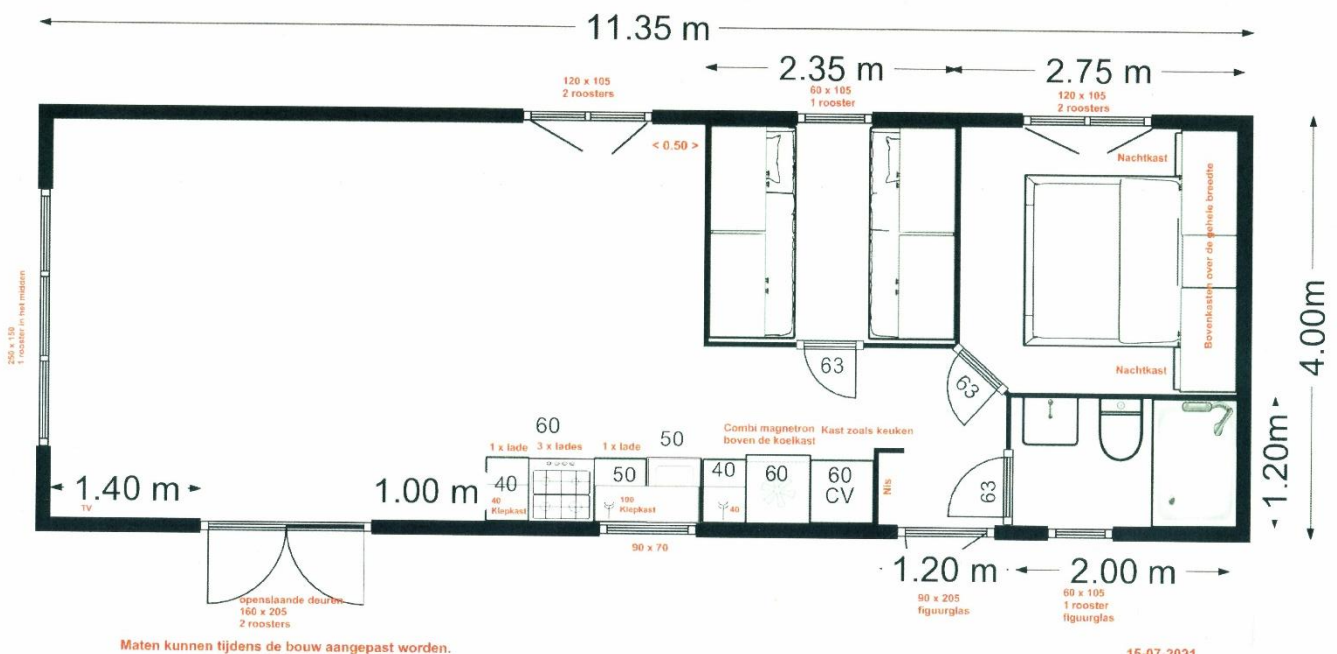 11.35 m
2.35 m
2.75 m
120 x 105
2 roosters
60 x 105
1 rooster
120 x 105
2 roosters
< 0.50 >
Nachtkast
Bovenkasten over de gehele breedte
4.00m
250 x 150
1 rooster in het midden
63
63
Nachtkast
60
50
Combi magnetron
boven de koelkast
Kast zoals keuken
1 x lade
3 x lades
1 x lade
1.40 m
TV
1.00 m
40
40
Klepkast
50
100
Klepkast
40
40
60
60
CV
Nis
63
1.20m
90 x 70
1.20 m
2.00 m
openslaande deuren
160 x 205
2 roosters
90 x 205
figuurglas
60 x 105
1 rooster
figuurglas
Maten kunnen tijdens de bouw aangepast worden.
15-07-2021